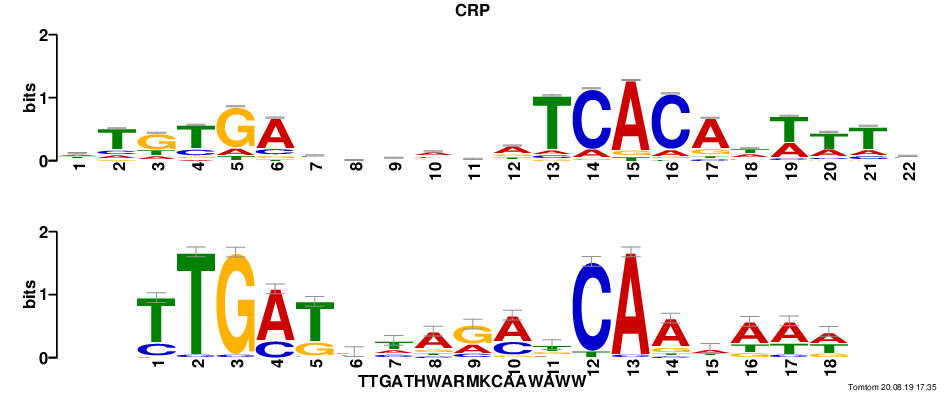 CRP
2
1
0
bits
T G T G A T C A C A T T T
1 2 3 4 5 6 7 8 9 10 11 12 13 14 15 16 17 18 19 20 21 22
2
1
0
bits
T T G A T A G A C A A A A A
1 2 3 4 5 6 7 8 9 10 11 12 13 14 15 16 17 18
TTGATHWARMKCAAWAWW
Tomtom 20.08.19 17:35